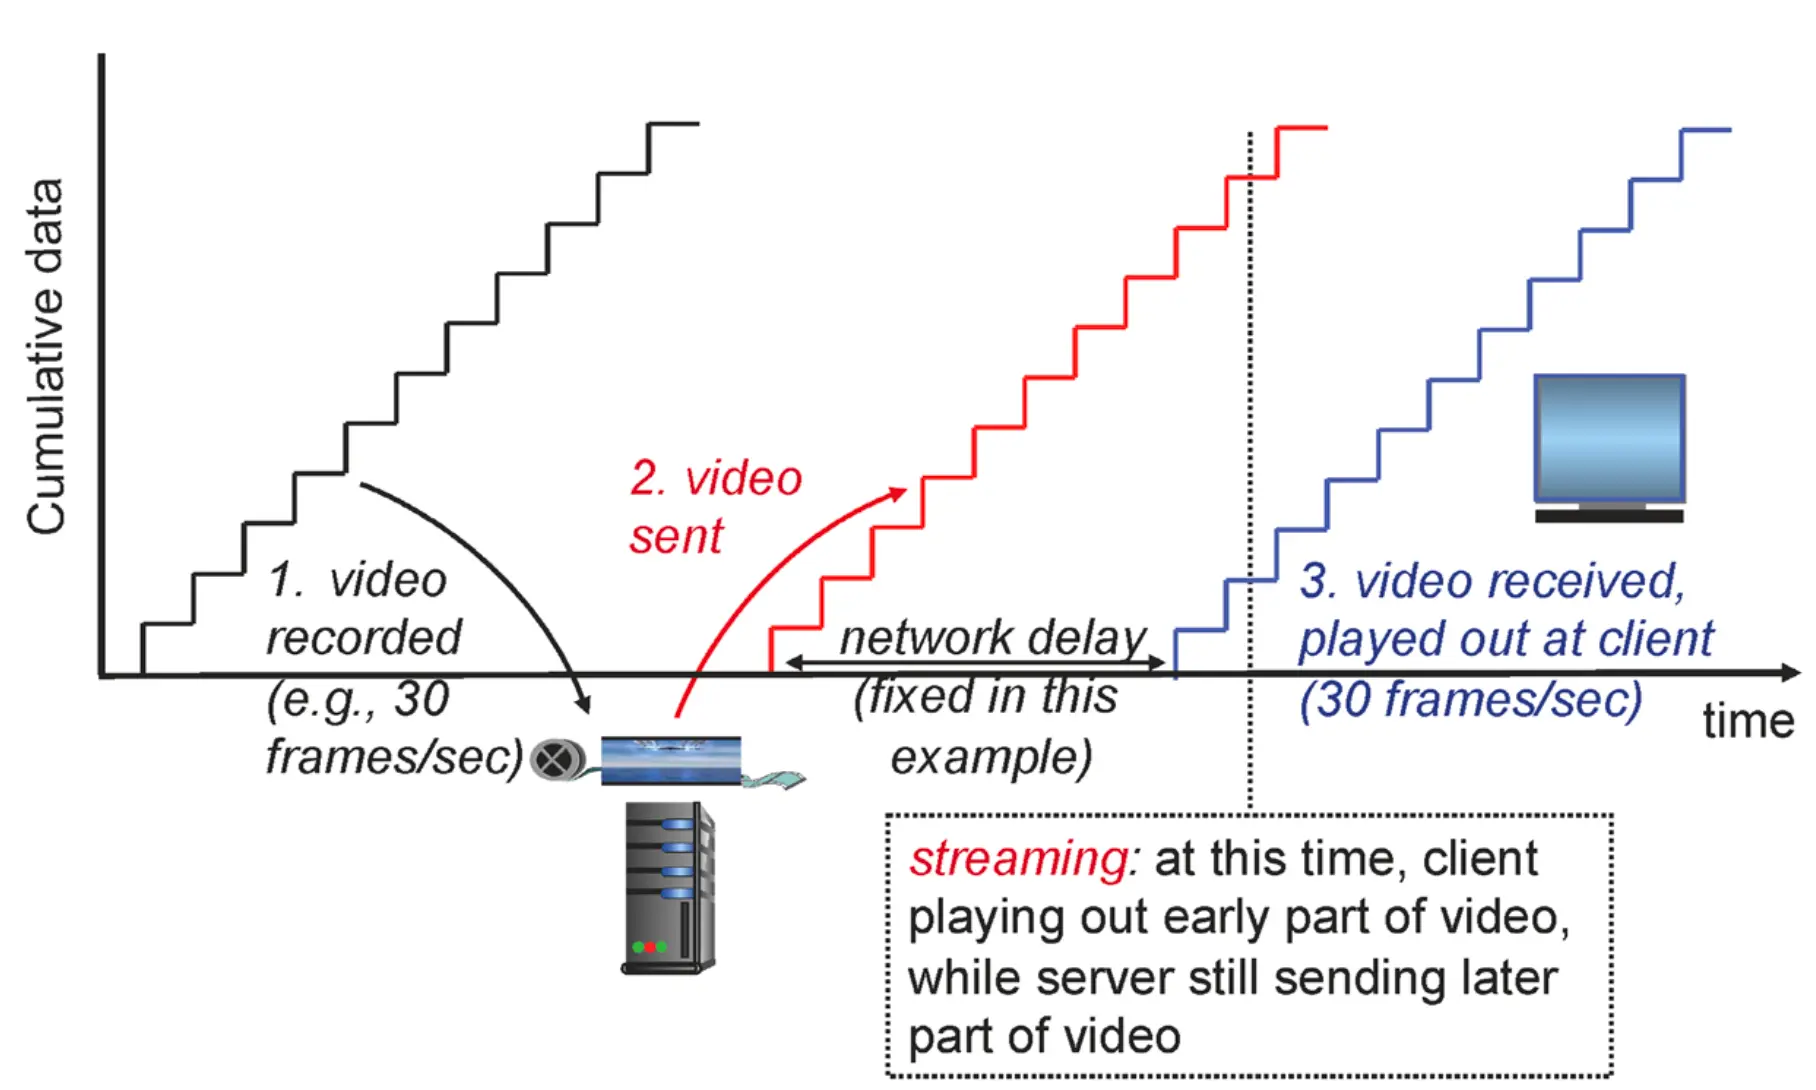 Cumulative data
1. video
recorded
(e.g., 30
frames/sec)
2. video
sent
network delay
(fixed in this
example)
3. video received,
played out at client
(30 frames/sec)
time
streaming: at this time, client
playing out early part of video,
while server still sending later
part of video